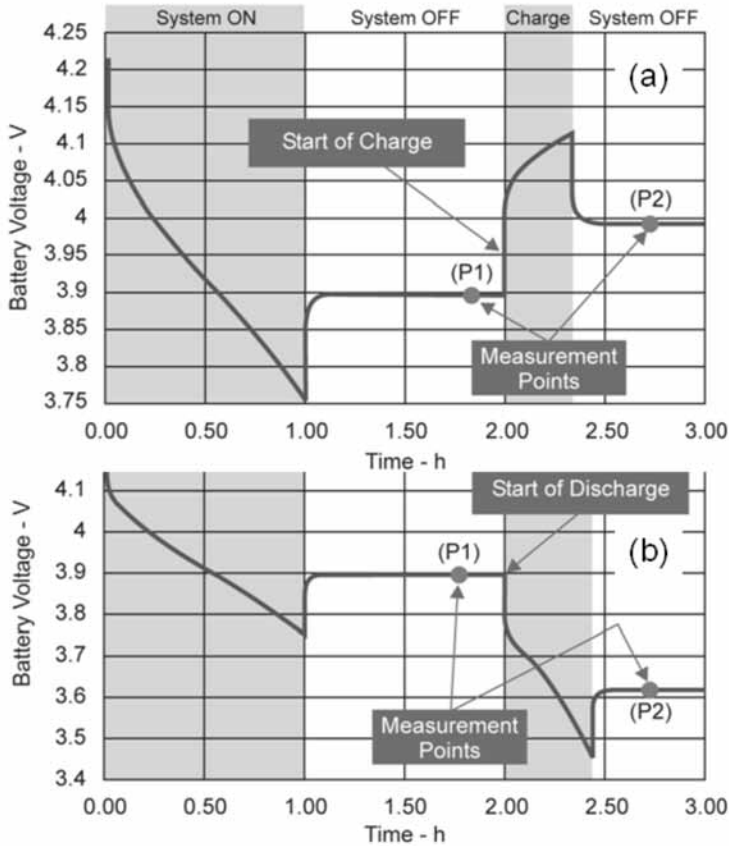 System ON System OFF Charge System OFF
4.25
4.2
4.15
4.1
4.05
4
3.95
3.9
3.85
3.8
3.75
Battery Voltage - V
(a)
Start of Charge
(P2)
(P1)
Measurement
Points
0.00 0.50 1.00 1.50 2.00 2.50 3.00
Time - h
4.1
4
3.9
3.8
3.7
3.6
3.5
3.4
Battery Voltage - V
Start of Discharge
(P1)
(b)
(P2)
Measurement
Points
0.00 0.50 1.00 1.50 2.00 2.50 3.00
Time - h